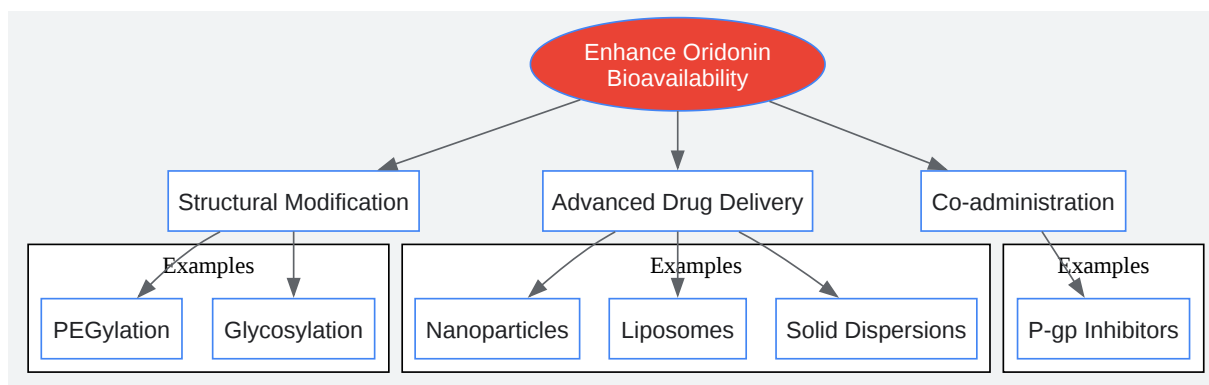 Enhance Oridonin
Bioavailability
Structural Modification
Advanced Drug Delivery
Co-administration
Examples
Examples
Examples
PEGylation
Glycosylation
Nanoparticles
Liposomes
Solid Dispersions
P-gp Inhibitors